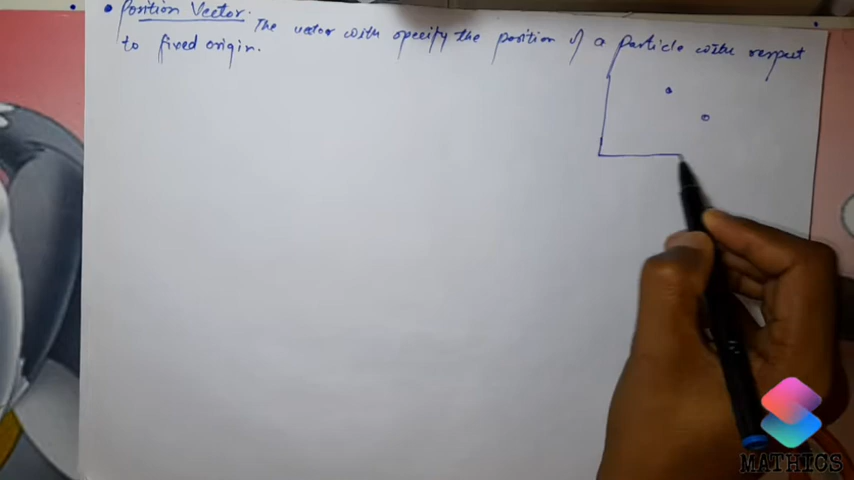 • Position Vector. The vector with specify the position of a Particle with respect
to fixed origin.
MATHICS